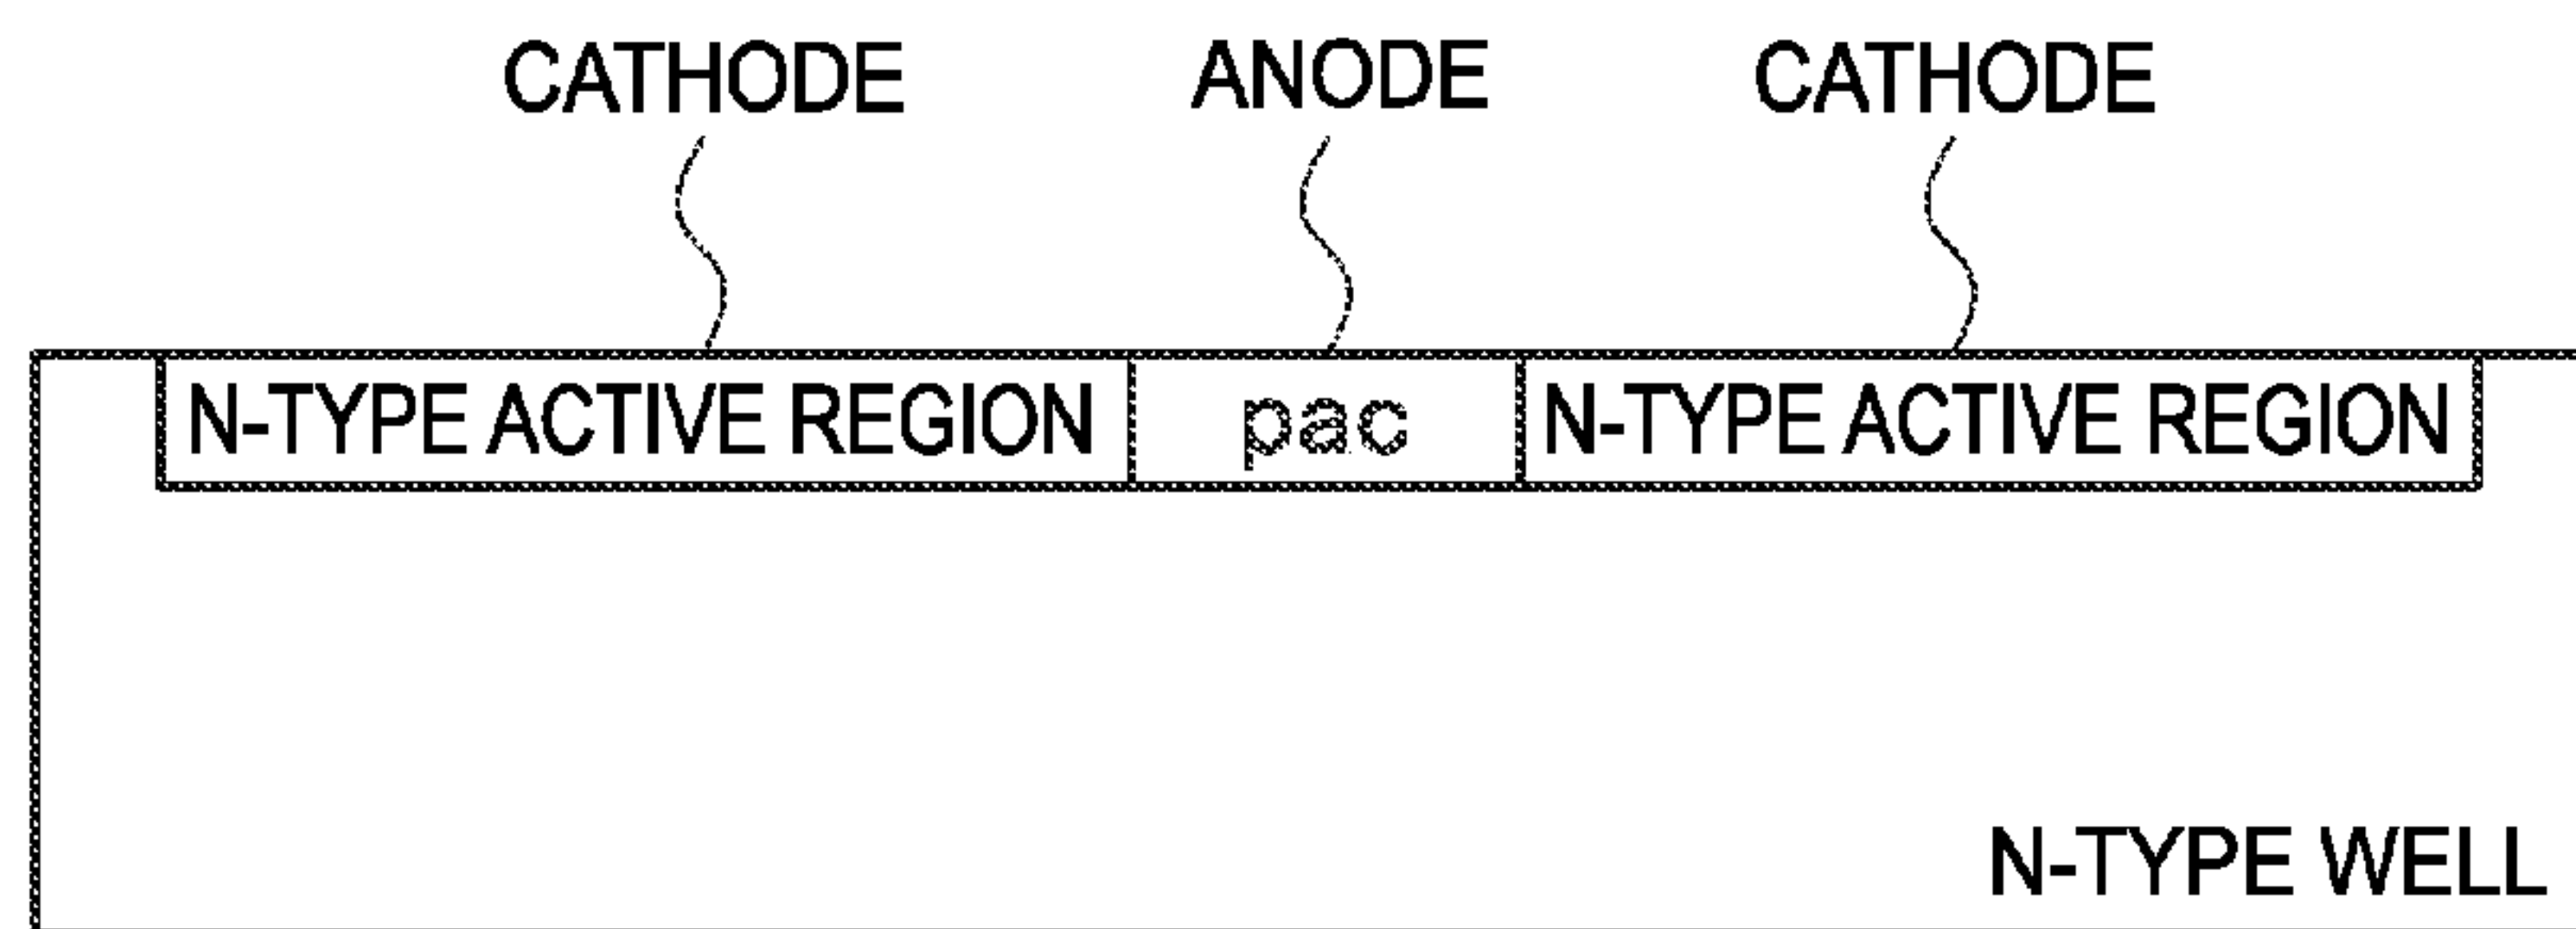 CATHODE ANODE CATHODE
N-TYPE ACTIVE REGION pac N-TYPE ACTIVE REGION
N-TYPE WELL